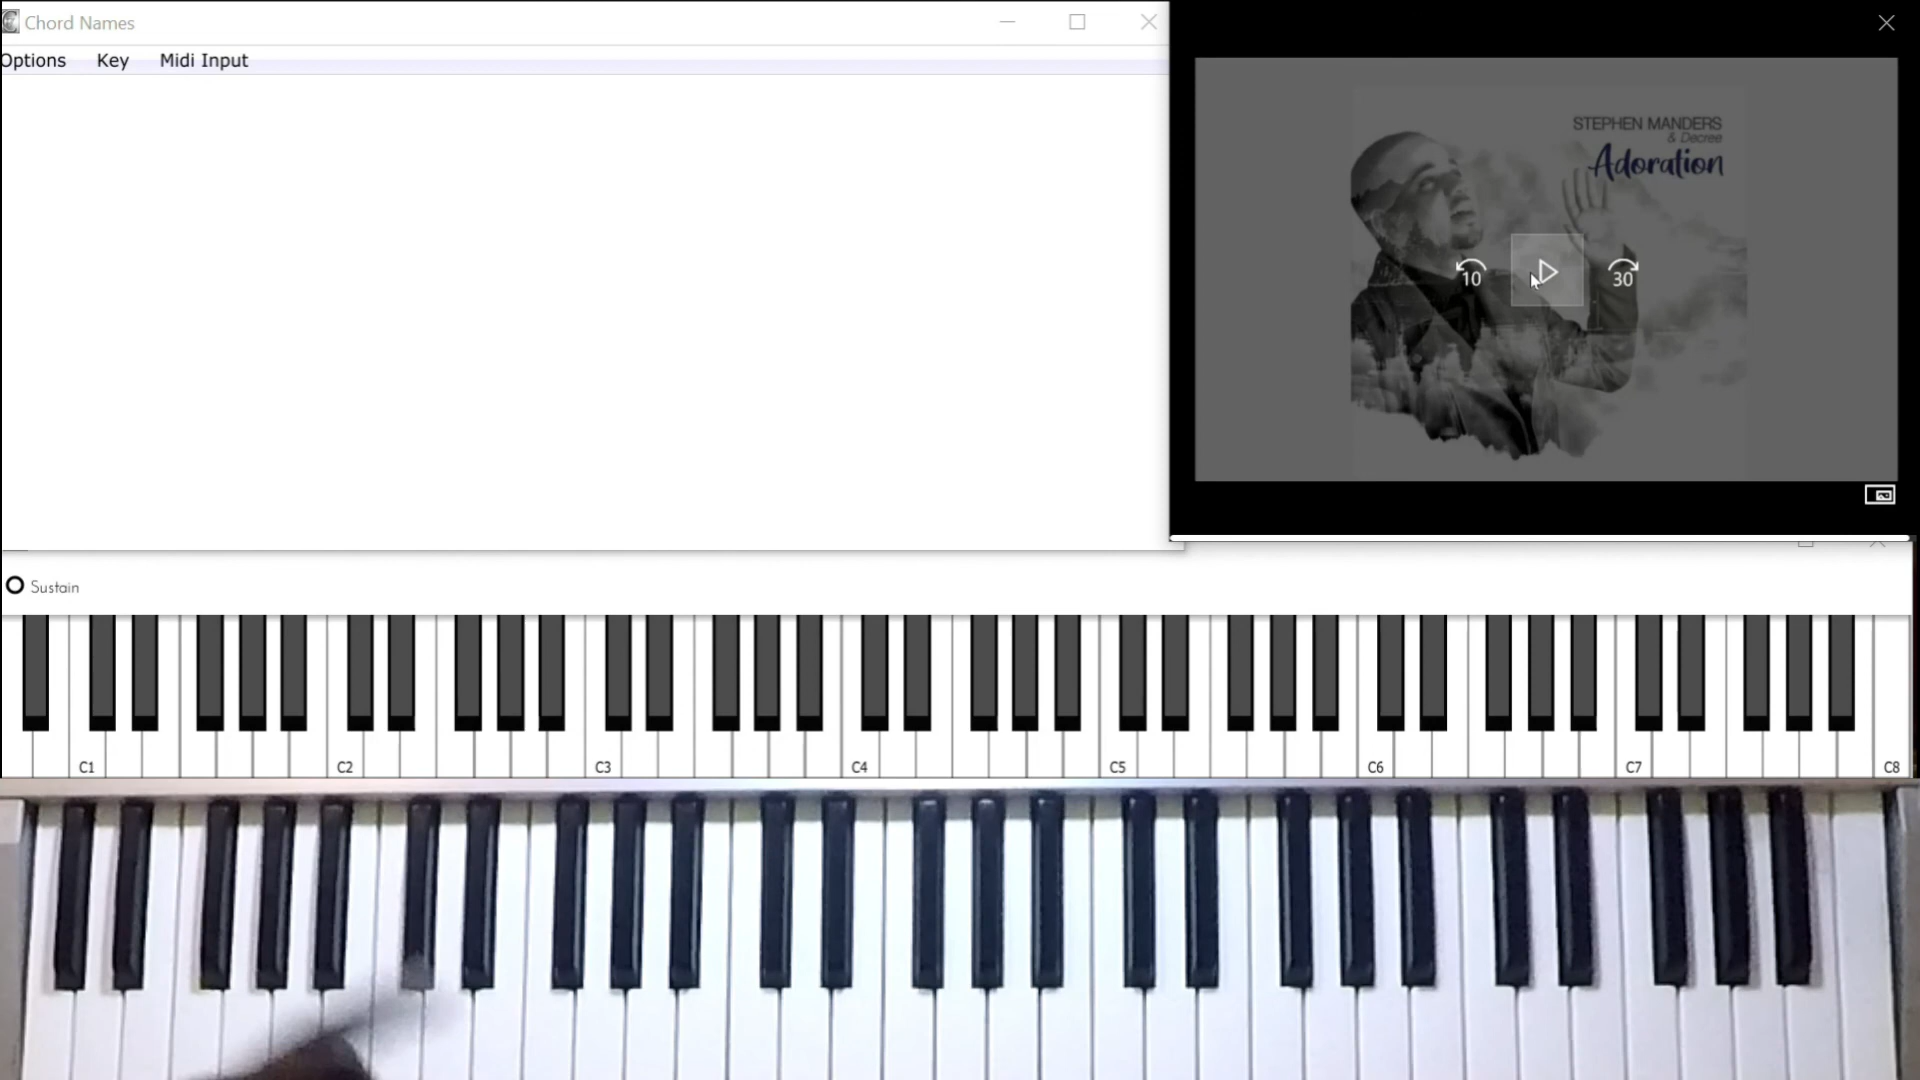 Chord Names
Options Key Midi Input
STEPHEN MANDERS
& Decree
Adoration
10 30
Sustain
C1 C2 C3 C4 C5 C6 C7 C8